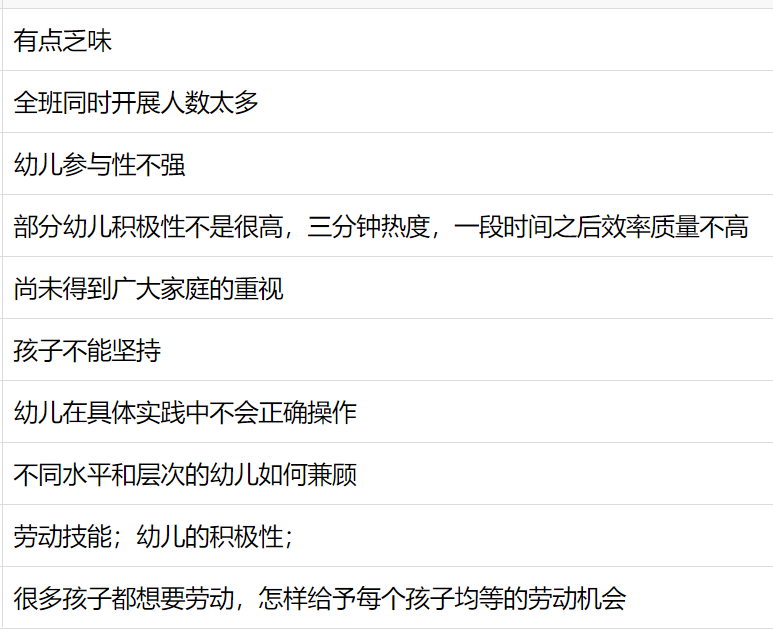 有点乏味
全班同时开展人数太多
幼儿参与性不强
部分幼儿积极性不是很高，三分钟热度，一段时间之后效率质量不高
尚未得到广大家庭的重视
孩子不能坚持
幼儿在具体实践中不会正确操作
不同水平和层次的幼儿如何兼顾
劳动技能；幼儿的积极性；
很多孩子都想要劳动，怎样给予每个孩子均等的劳动机会